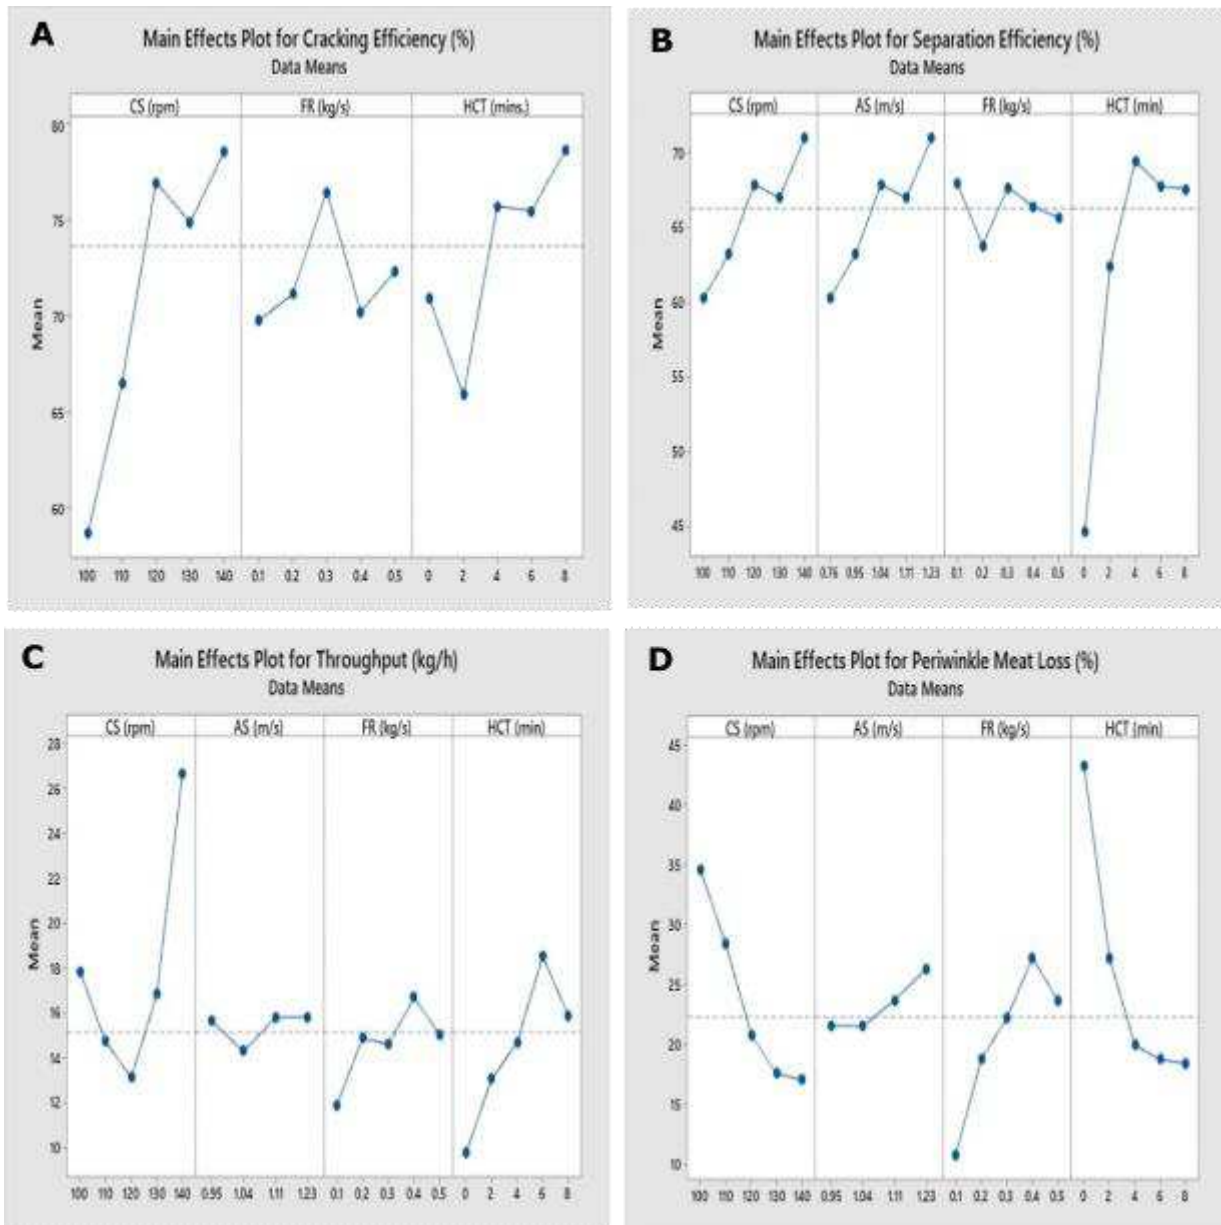 A
Main Effects Plot for Cracking Efficiency (%)
Data Means
CS (rpm) FR (kg/s) HCT (mins.)
80
75
70
65
60
Mean
100 110 120 130 140 0.1 0.2 0.3 0.4 0.5 0 2 4 6 8
B
Main Effects Plot for Separation Efficiency (%)
Data Means
CS (rpm) AS (m/s) FR (kg/s) HCT (min)
70
65
60
55
50
45
Mean
100 110 120 130 140 0.76 0.95 1.04 1.11 1.23 0.1 0.2 0.3 0.4 0.5 0 2 4 6 8
C
Main Effects Plot for Throughput (kg/h)
Data Means
CS (rpm) AS (m/s) FR (kg/s) HCT (min)
28
26
24
22
20
18
16
14
12
10
Mean
100 110 120 130 140 0.95 1.04 1.11 1.23 0.1 0.2 0.3 0.4 0.5 0 2 4 6 8
D
Main Effects Plot for Periwinkle Meat Loss (%)
Data Means
CS (rpm) AS (m/s) FR (kg/s) HCT (min)
45
40
35
30
25
20
15
10
Mean
100 110 120 130 140 0.95 1.04 1.11 1.23 0.1 0.2 0.3 0.4 0.5 0 2 4 6 8